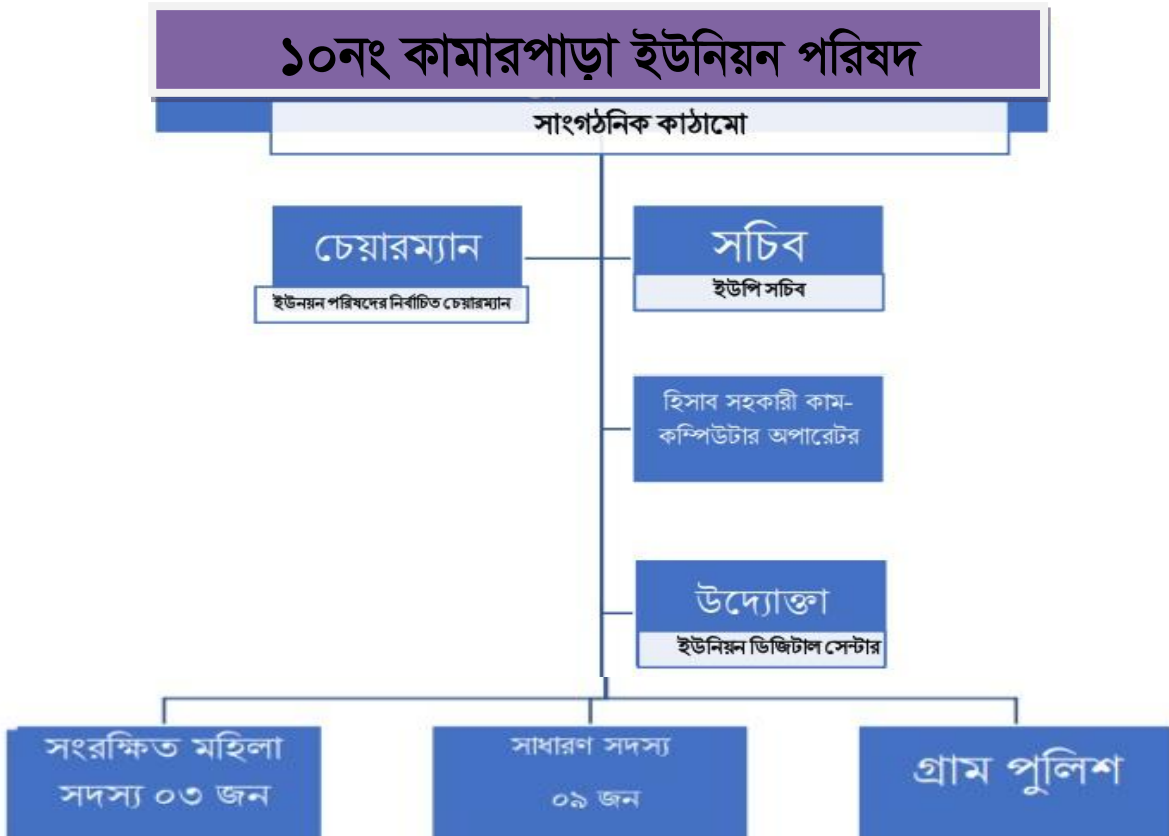 ১০নং কামারপাড়া ইউনিয়ন পরিষদ
সাংগঠনিক কাঠামো
চেয়ারম্যান
ইউনয়ন পরিষদের নির্বাচিত চেয়ারম্যান
সচিব
ইউপি সচিব
হিসাব সহকারী কাম-
কম্পিউটার অপারেটর
উদ্যোক্তা
ইউনিয়ন ডিজিটাল সেন্টার
সংরক্ষিত মহিলা
সদস্য ০৩ জন
সাধারণ সদস্য
০৯ জন
গ্রাম পুলিশ